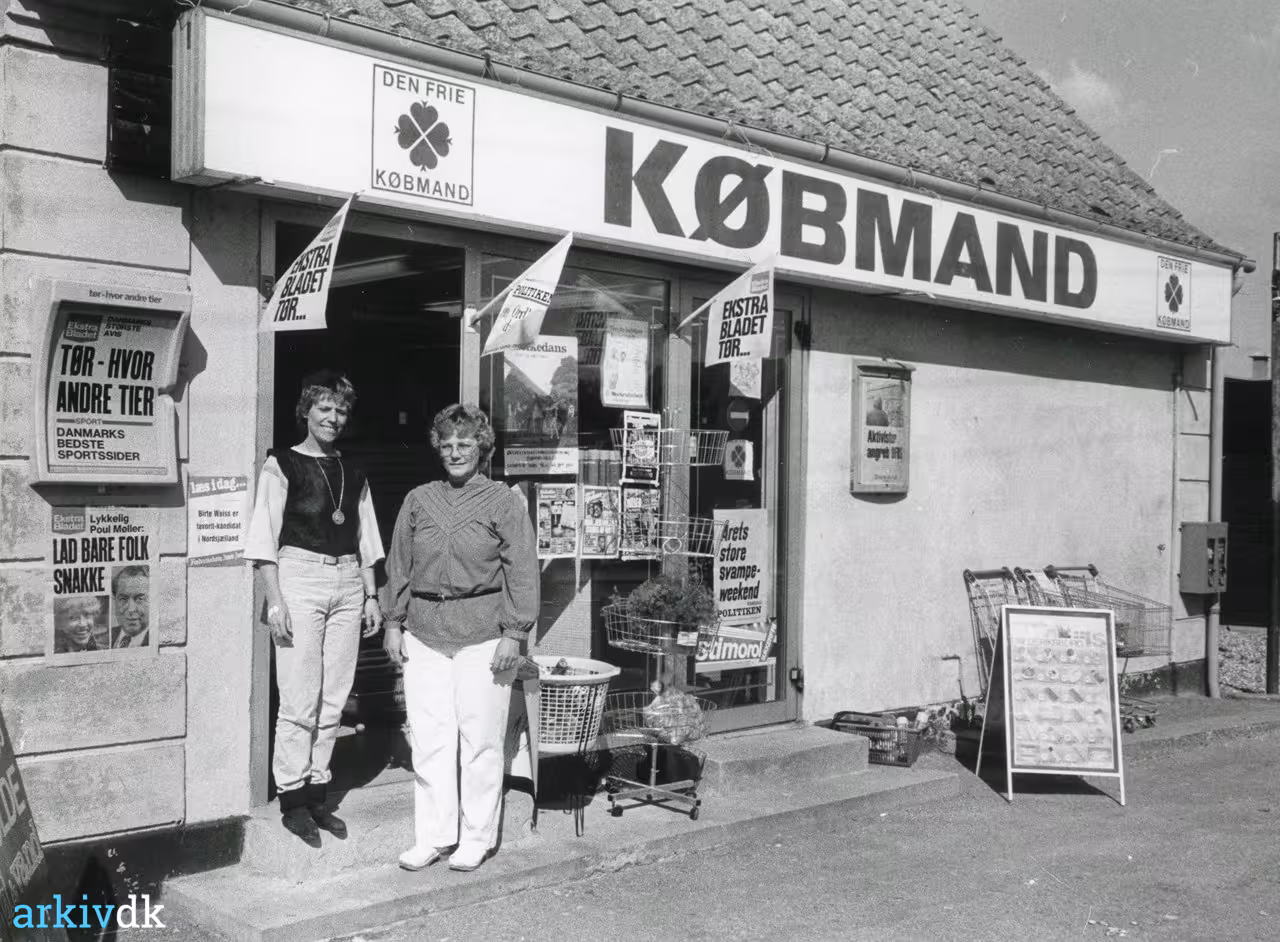 DEN FRIE
KØBMAND
KØBMAND
DEN FRIE
KØBMAND
EKSTRA
BLADET
TØR...
POLITIKEN
EKSTRA
BLADET
TØR...
tør-hvor andre tier
Ekstra
Bladet
DANMARKS
STØRSTE
AVIS
TØR - HVOR
ANDRE TIER
SPORT
DANMARKS
BEDSTE
SPORTSSIDER
Ekstra
Bladet
Lykkelig
Poul Møller:
LAD BARE FOLK
SNAKKE
læs i dag...
Birte Weiss er
favorit-kandidat
i Nordsjælland
KØBMAND
Aktivister
angreb
Årets
store
svampe-
weekend
POLITIKEN
arkivdk